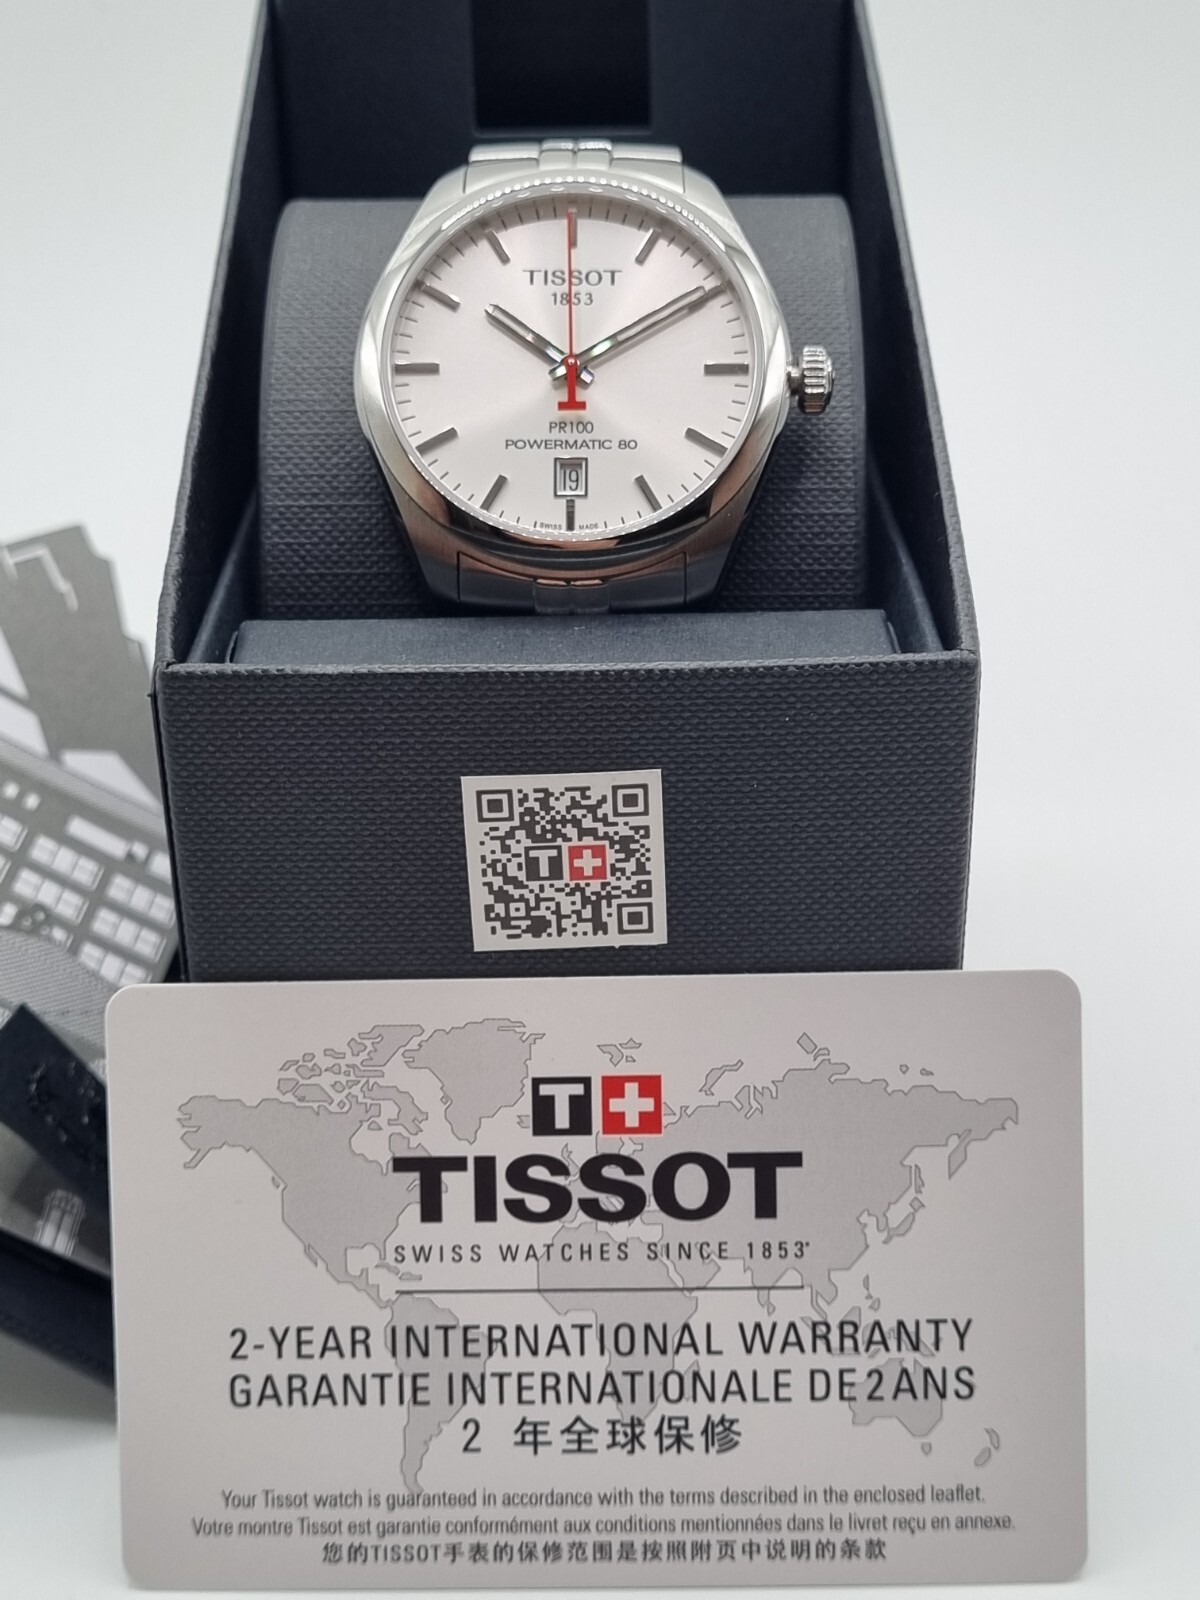 TISSOT
1853
PR100
POWERMATIC 80
19
SWISS MADE
T+
T+
TISSOT
SWISS WATCHES SINCE 1853
2-YEAR INTERNATIONAL WARRANTY
GARANTIE INTERNATIONALE DE 2 ANS
2 年全球保修
Your Tissot watch is guaranteed in accordance with the terms described in the enclosed leaflet.
Votre montre Tissot est garantie conformément aux conditions mentionnées dans le livret reçu en annexe.
您的TISSOT手表的保修范围是按照附页中说明的条款